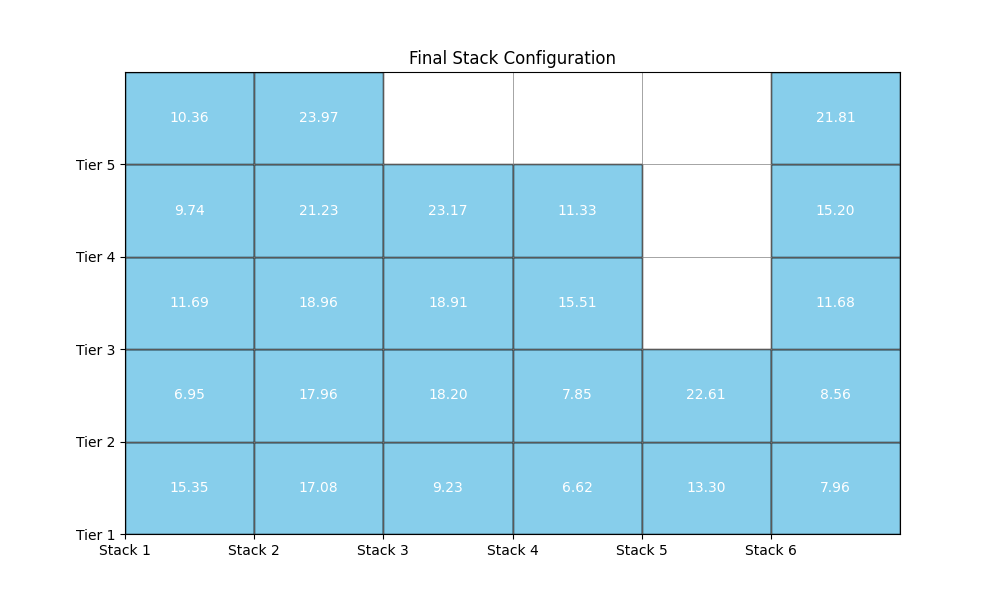 Final Stack Configuration
10.36 23.97 21.81
Tier 5
9.74 21.23 23.17 11.33 15.20
Tier 4
11.69 18.96 18.91 15.51 11.68
Tier 3
6.95 17.96 18.20 7.85 22.61 8.56
Tier 2
15.35 17.08 9.23 6.62 13.30 7.96
Tier 1
Stack 1 Stack 2 Stack 3 Stack 4 Stack 5 Stack 6